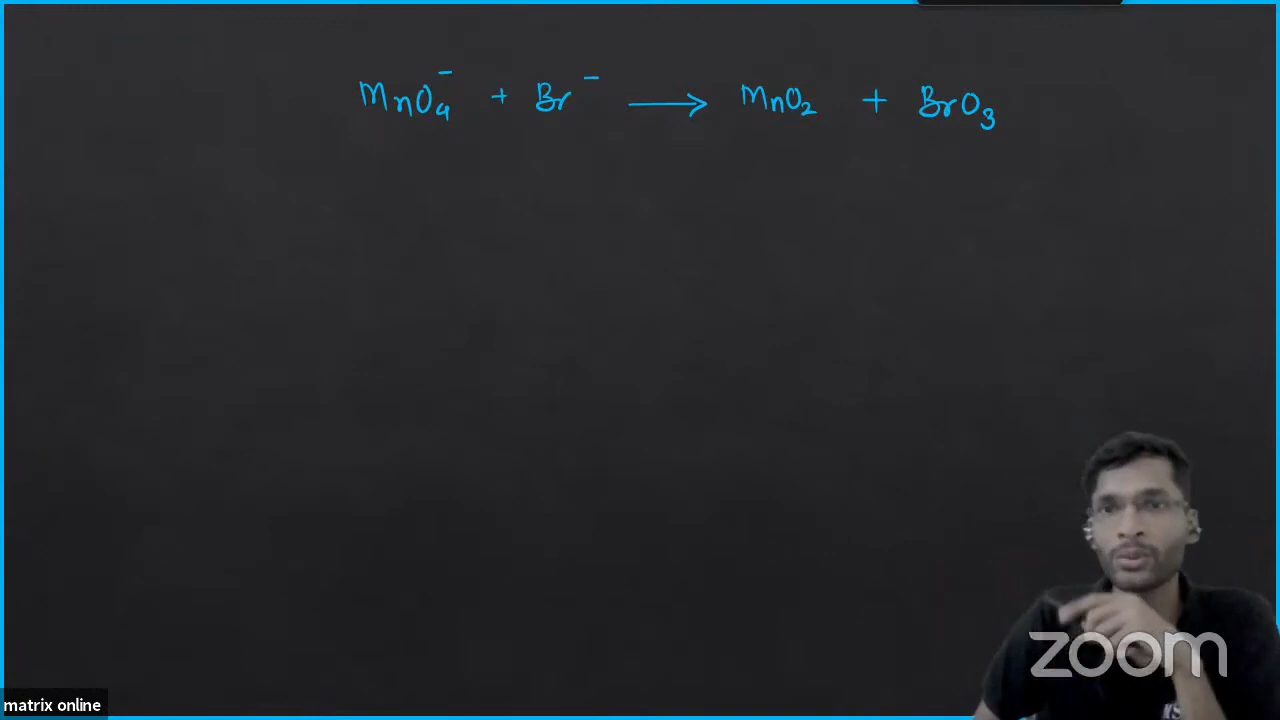 MnO₄⁻ + Br⁻ ⟶ MnO₂ + BrO₃
zoom
matrix online